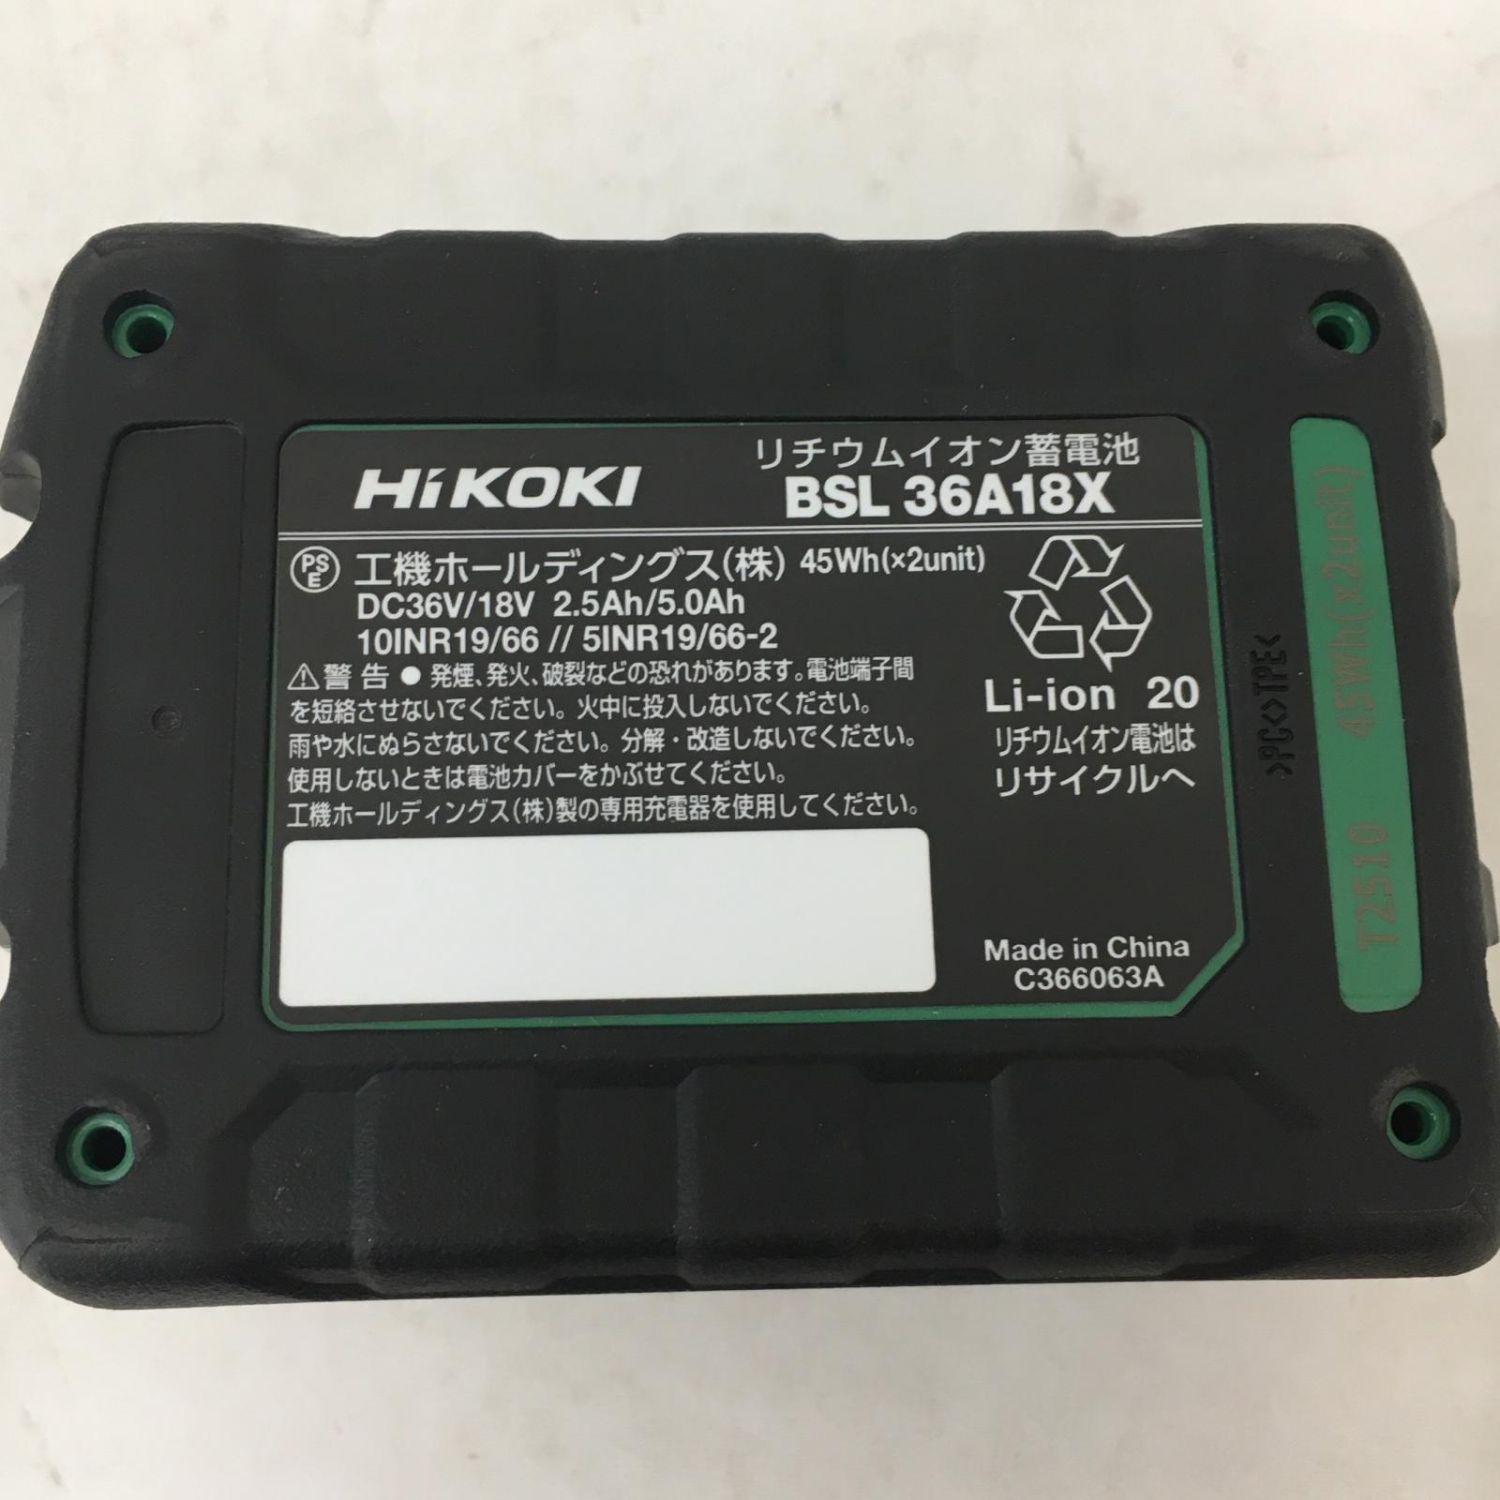 HiKOKI
リチウムイオン蓄電池
BSL 36A18X
PS
E
工機ホールディングス(株) 45Wh(×2unit)
DC36V/18V 2.5Ah/5.0Ah
10INR19/66 // 5INR19/66-2
⚠警告 ● 発煙、発火、破裂などの恐れがあります。電池端子間
を短絡させないでください。火中に投入しないでください。
雨や水にぬらさないでください。分解・改造しないでください。
使用しないときは電池カバーをかぶせてください。
工機ホールディングス(株)製の専用充電器を使用してください。
Li-ion 20
リチウムイオン電池は
リサイクルへ
Made in China
C366063A
>PC<>TPE<
T2510 45Wh(x2unit)